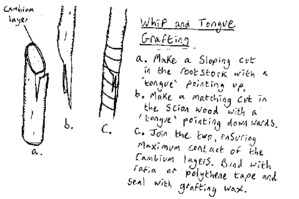 Cambium
layer
Whip and Tongue
Grafting
a. Make a Sloping cut
in the rootstock with a
'tongue' pointing up.
b. Make a matching cut in
the Scion wood with a
'tongue' pointing downwards.
C. Join the two, ensuring
maximum contact of the
Cambium layers. Bind with
rafia or polythene tape and
seal with grafting wax.
a.
b.
c.